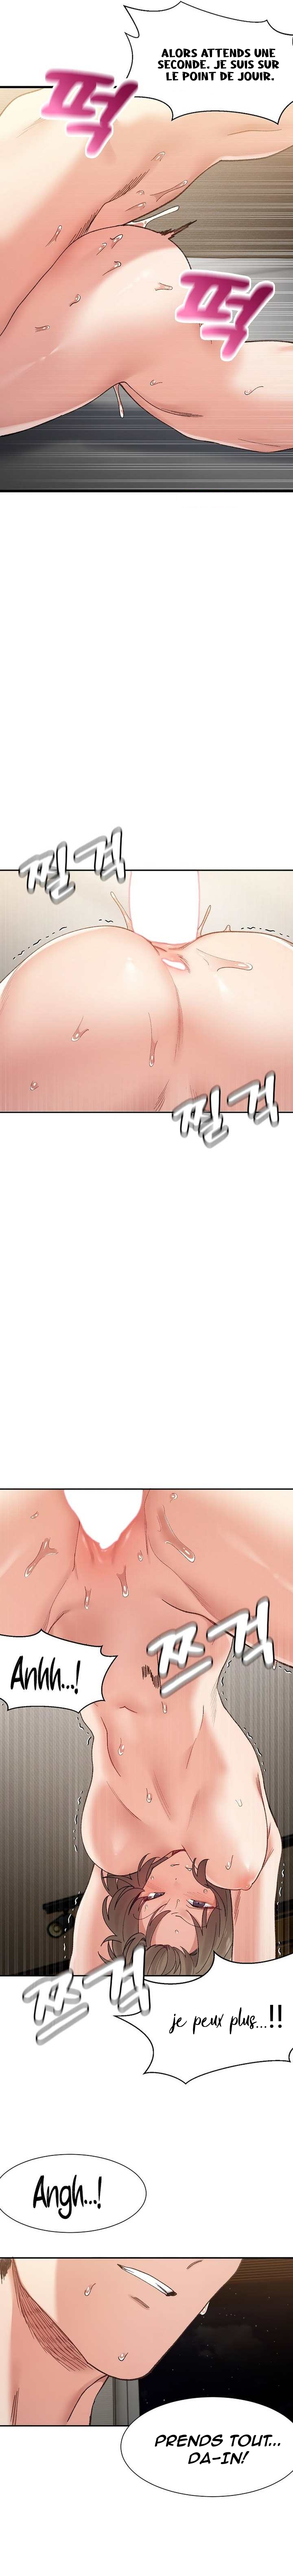 ALORS ATTENDS UNE
SECONDE. JE SUIS SUR
LE POINT DE JOUIR.
퍽
퍽
찔걱
찔걱
Anhh...!
쯔걱
쯔걱
je peux plus...!!
Angh...!
PRENDS TOUT...
DA-IN!